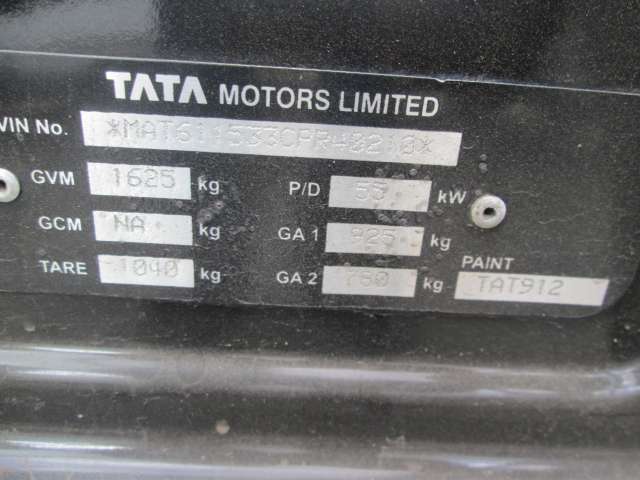 TATA MOTORS LIMITED
VIN No.
GVM 1625 kg P/D 55 kW
GCM NA kg GA 1 825 kg
TARE 1040 kg GA 2 kg PAINT
TAT912